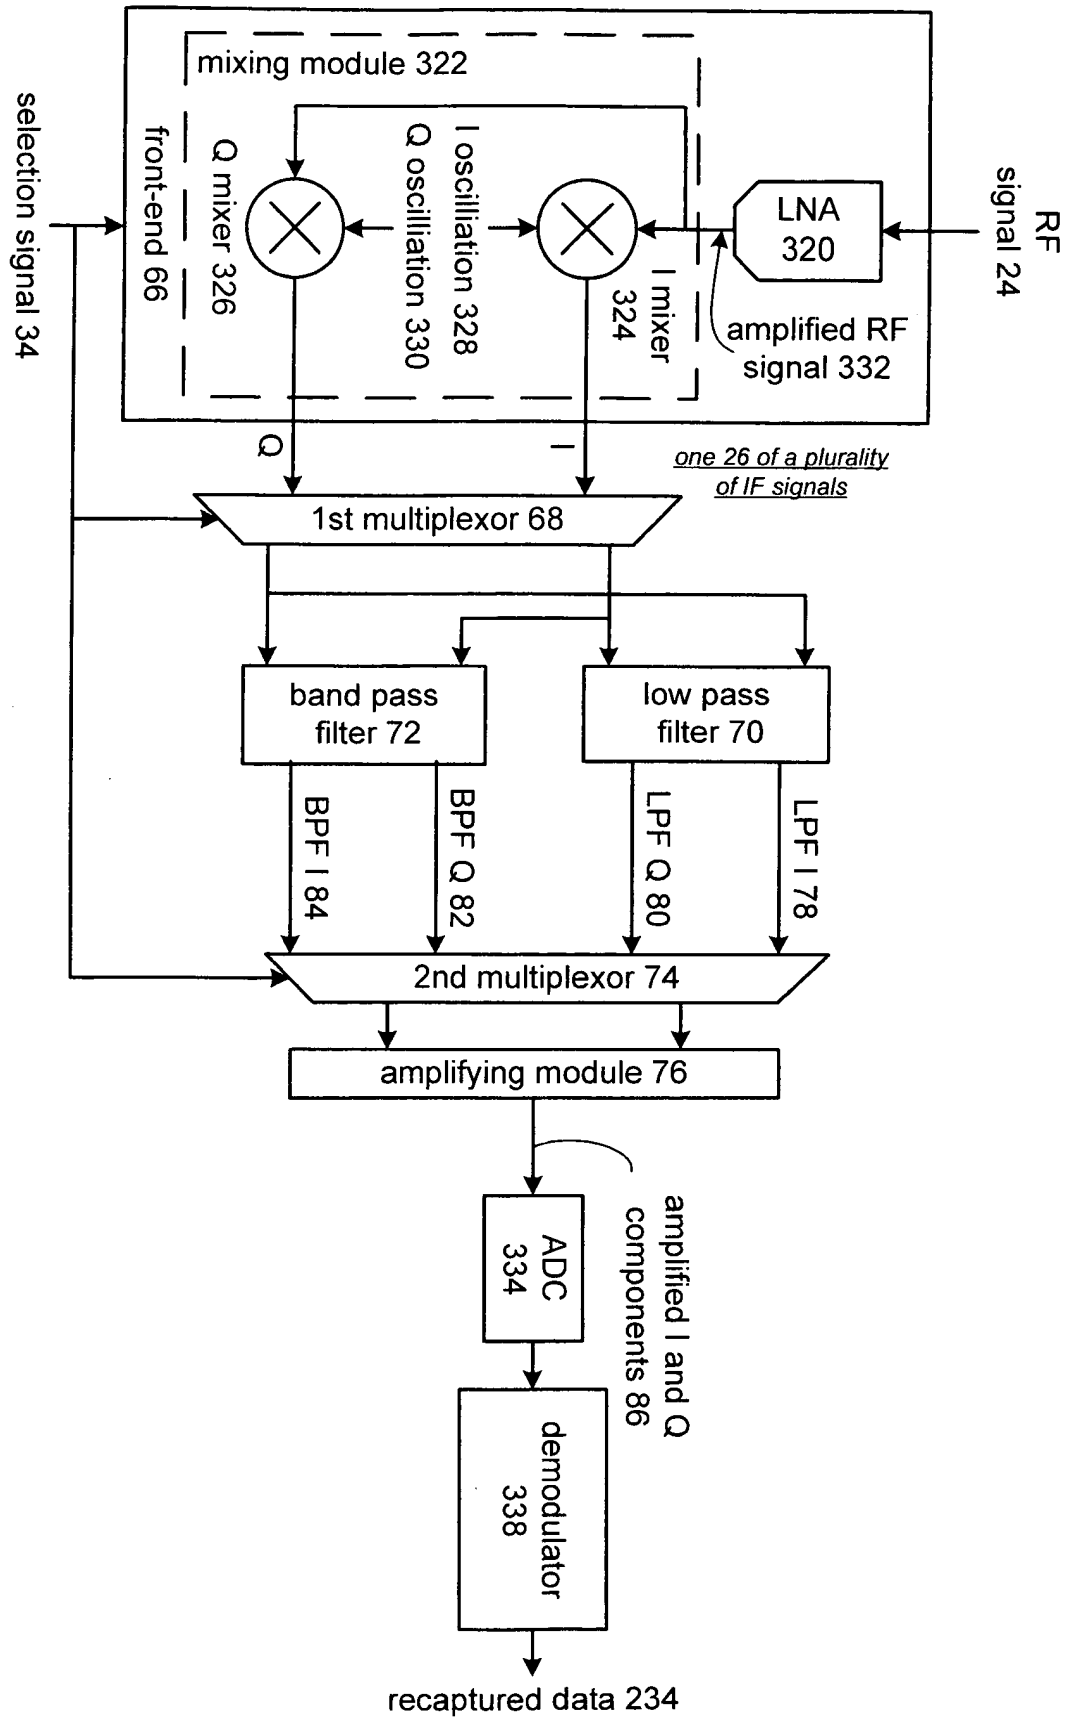 mixing module 322
RF
signal 24
LNA
320
amplified RF
signal 332
I mixer
324
I oscilliation 328
Q oscilliation 330
Q mixer 326
front-end 66
selection signal 34
I
Q
one 26 of a plurality
of IF signals
1st multiplexor 68
band pass
filter 72
low pass
filter 70
LPF I 78
LPF Q 80
BPF Q 82
BPF I 84
2nd multiplexor 74
amplifying module 76
amplified I and Q
components 86
ADC
334
demodulator
338
recaptured data 234